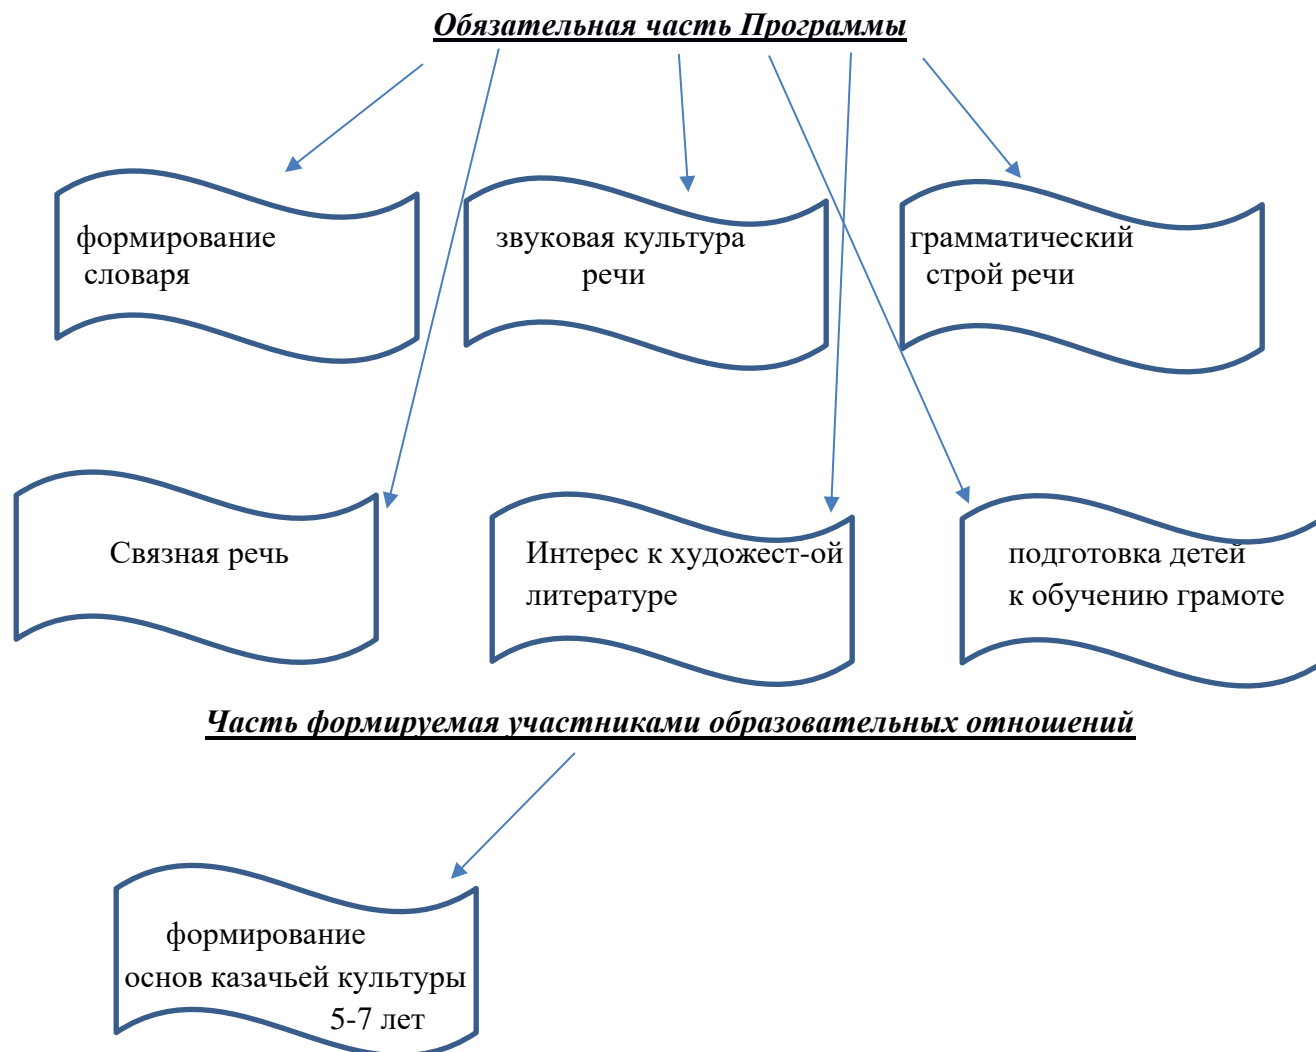 Обязательная часть Программы
формирование
словаря
звуковая культура
речи
грамматический
строй речи
Связная речь
Интерес к художест-ой
литературе
подготовка детей
к обучению грамоте
Часть формируемая участниками образовательных отношений
формирование
основ казачьей культуры
5-7 лет